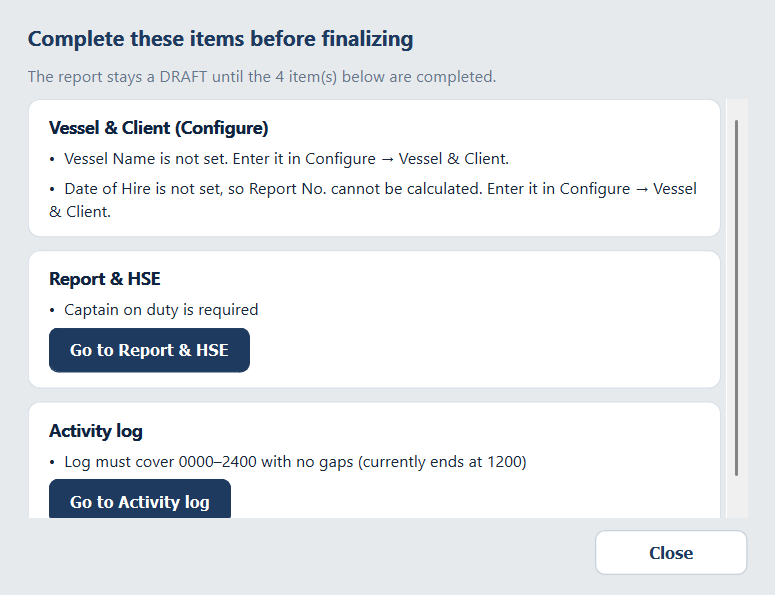 Complete these items before finalizing
The report stays a DRAFT until the 4 item(s) below are completed.
Vessel & Client (Configure)
• Vessel Name is not set. Enter it in Configure → Vessel & Client.
• Date of Hire is not set, so Report No. cannot be calculated. Enter it in Configure → Vessel
& Client.
Report & HSE
• Captain on duty is required
Go to Report & HSE
Activity log
• Log must cover 0000–2400 with no gaps (currently ends at 1200)
Go to Activity log
Close